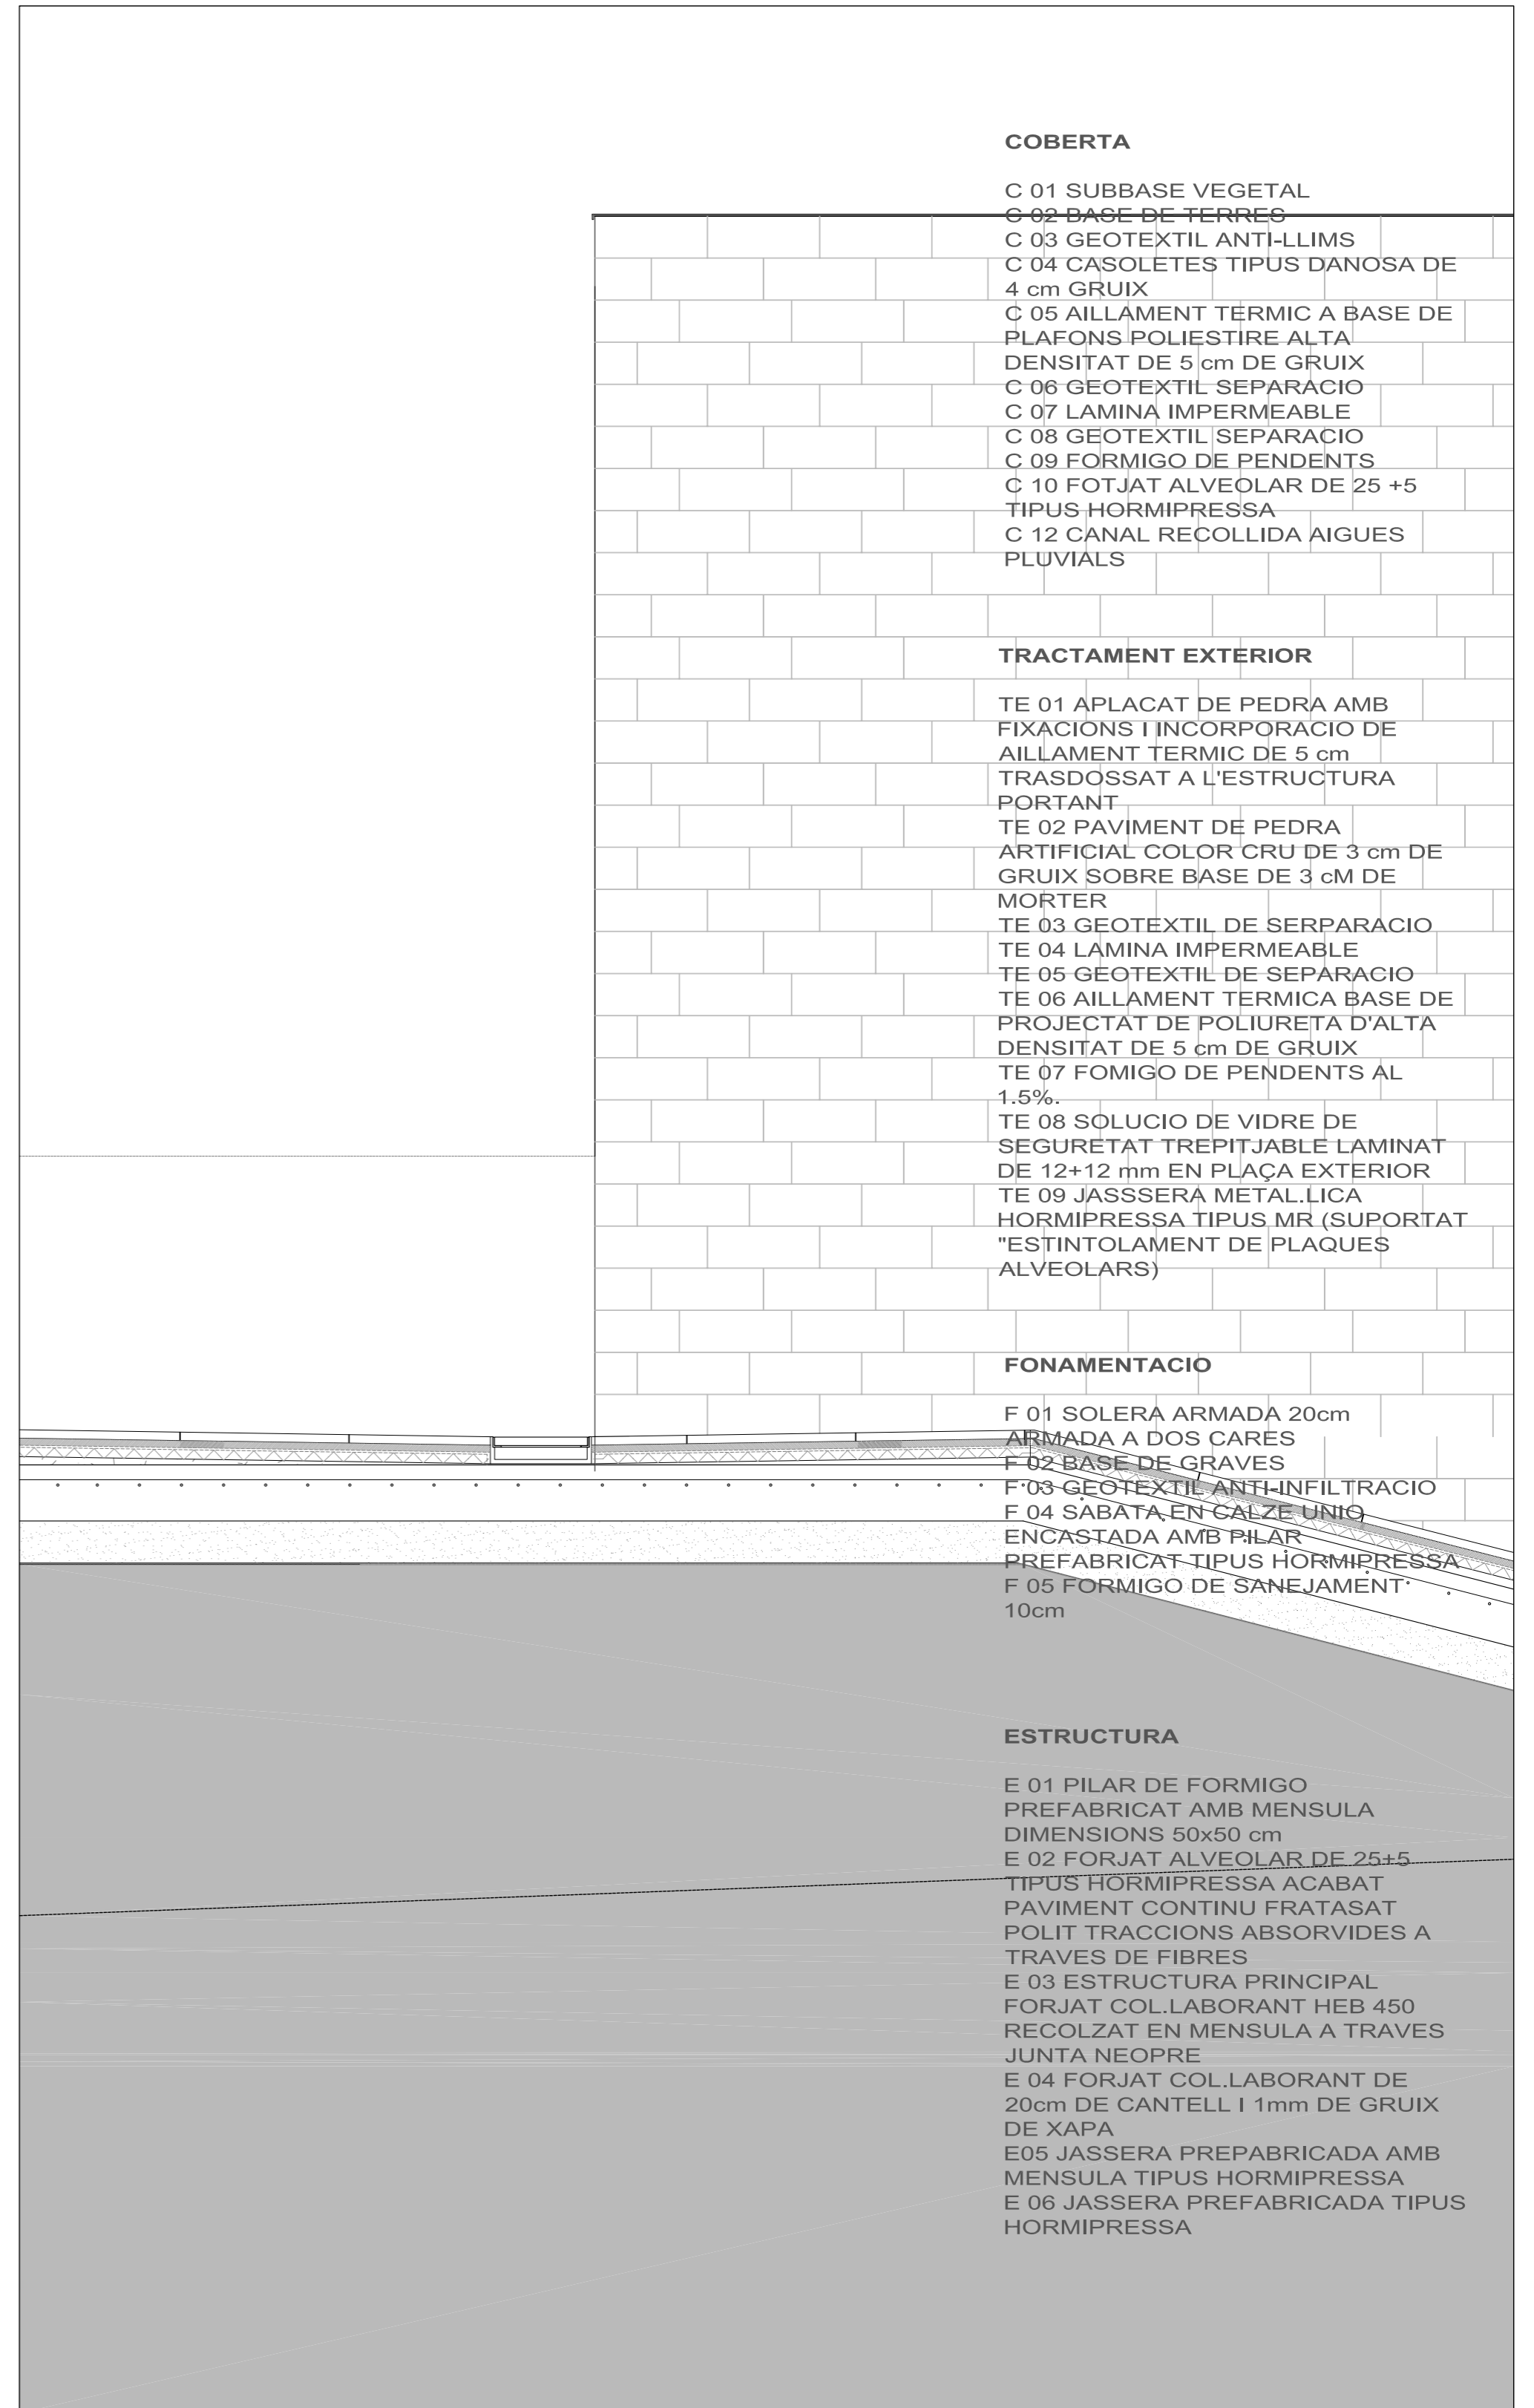 COBERTA
C 01 SUBBASE VEGETAL
C 02 BASE DE TERRES
C 03 GEOTEXTIL ANTI-LLIMS
C 04 CASOLETES TIPUS DANOSA DE
4 cm GRUIX
C 05 AILLAMENT TERMIC A BASE DE
PLAFONS POLIESTIRE ALTA
DENSITAT DE 5 cm DE GRUIX
C 06 GEOTEXTIL SEPARACIO
C 07 LAMINA IMPERMEABLE
C 08 GEOTEXTIL SEPARACIO
C 09 FORMIGO DE PENDENTS
C 10 FOTJAT ALVEOLAR DE 25 +5
TIPUS HORMIPRESSA
C 12 CANAL RECOLLIDA AIGUES
PLUVIALS
TRACTAMENT EXTERIOR
TE 01 APLACAT DE PEDRA AMB
FIXACIONS I INCORPORACIO DE
AILLAMENT TERMIC DE 5 cm
TRASDOSSAT A L'ESTRUCTURA
PORTANT
TE 02 PAVIMENT DE PEDRA
ARTIFICIAL COLOR CRU DE 3 cm DE
GRUIX SOBRE BASE DE 3 cM DE
MORTER
TE 03 GEOTEXTIL DE SERPARACIO
TE 04 LAMINA IMPERMEABLE
TE 05 GEOTEXTIL DE SEPARACIO
TE 06 AILLAMENT TERMICA BASE DE
PROJECTAT DE POLIURETA D'ALTA
DENSITAT DE 5 cm DE GRUIX
TE 07 FOMIGO DE PENDENTS AL
1.5%.
TE 08 SOLUCIO DE VIDRE DE
SEGURETAT TREPITJABLE LAMINAT
DE 12+12 mm EN PLAÇA EXTERIOR
TE 09 JASSSERA METAL.LICA
HORMIPRESSA TIPUS MR (SUPORTAT
"ESTINTOLAMENT DE PLAQUES
ALVEOLARS)
FONAMENTACIO
F 01 SOLERA ARMADA 20cm
ARMADA A DOS CARES
F 02 BASE DE GRAVES
F 03 GEOTEXTIL ANTI-INFILTRACIO
F 04 SABATA EN CALZE UNIO
ENCASTADA AMB PILAR
PREFABRICAT TIPUS HORMIPRESSA
F 05 FORMIGO DE SANEJAMENT
10cm
ESTRUCTURA
E 01 PILAR DE FORMIGO
PREFABRICAT AMB MENSULA
DIMENSIONS 50x50 cm
E 02 FORJAT ALVEOLAR DE 25+5
TIPUS HORMIPRESSA ACABAT
PAVIMENT CONTINU FRATASAT
POLIT TRACCIONS ABSORVIDES A
TRAVES DE FIBRES
E 03 ESTRUCTURA PRINCIPAL
FORJAT COL.LABORANT HEB 450
RECOLZAT EN MENSULA A TRAVES
JUNTA NEOPRE
E 04 FORJAT COL.LABORANT DE
20cm DE CANTELL I 1mm DE GRUIX
DE XAPA
E05 JASSERA PREPABRICADA AMB
MENSULA TIPUS HORMIPRESSA
E 06 JASSERA PREFABRICADA TIPUS
HORMIPRESSA